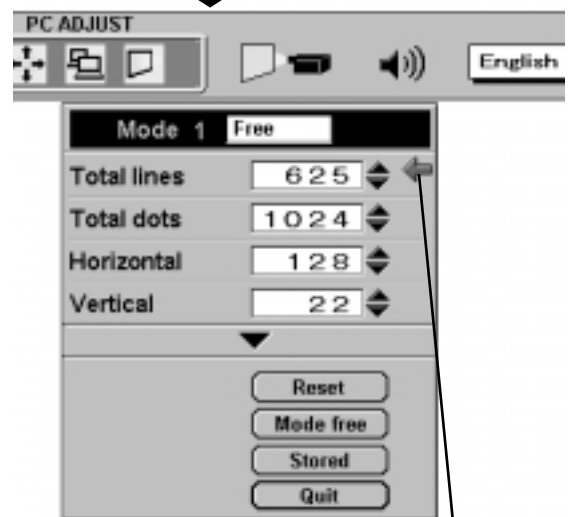 PC ADJUST
English
Mode 1 Free
Total lines 625
Total dots 1024
Horizontal 128
Vertical 22
Reset
Mode free
Stored
Quit